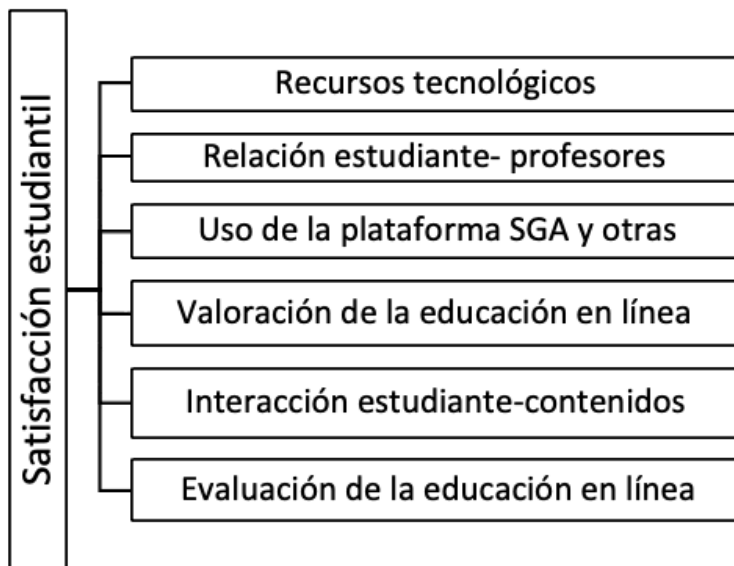 Satisfacción estudiantil
Recursos tecnológicos
Relación estudiante- profesores
Uso de la plataforma SGA y otras
Valoración de la educación en línea
Interacción estudiante-contenidos
Evaluación de la educación en línea